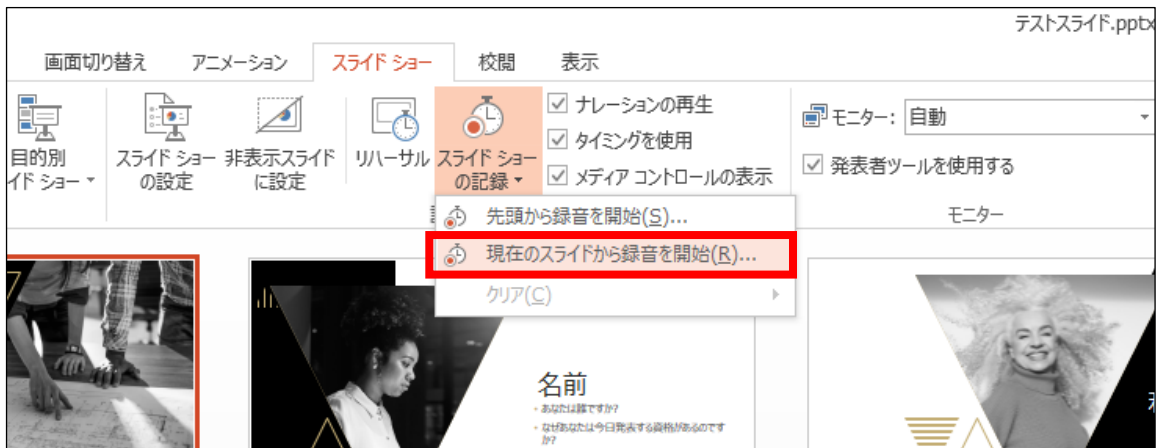 テストスライド.pptx
画面切り替え
アニメーション
スライド ショー
校閲
表示
目的別
イド ショー
スライド ショー
の設定
非表示スライド
に設定
リハーサル
スライド ショー
の記録
ナレーションの再生
タイミングを使用
メディア コントロールの表示
モニター:
自動
発表者ツールを使用する
モニター
先頭から録音を開始(S)...
現在のスライドから録音を開始(R)...
クリア(C)
名前
・あなたは誰ですか?
・なぜあなたは今日発表する資格があるのです
か?